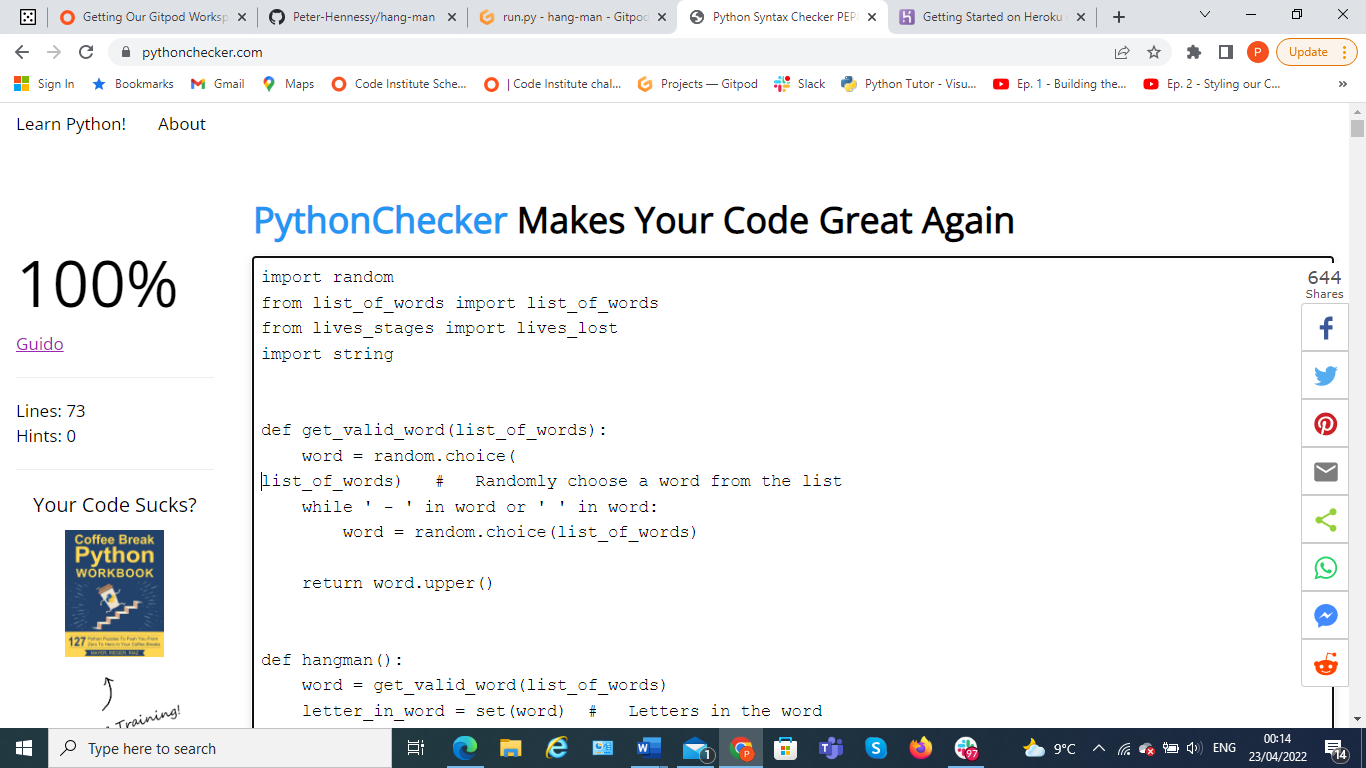 Getting Our Gitpod Worksp
Peter-Hennessy/hang-man
run.py - hang-man - Gitpod
Python Syntax Checker PEP
Getting Started on Heroku
pythonchecker.com
P
Update
Sign In
Bookmarks
Gmail
Maps
Code Institute Sche...
| Code Institute chal...
Projects — Gitpod
Slack
Python Tutor - Visu...
Ep. 1 - Building the...
Ep. 2 - Styling our C...
»
Learn Python!
About
PythonChecker Makes Your Code Great Again
100%
Guido
Lines: 73
Hints: 0
Your Code Sucks?
Coffee Break
Python
WORKBOOK
127 Python Puzzles To Push You From
Zero To Hero in Your Coffee Breaks
MAYER, RIEGER, RIAZ
Training!
import random
from list_of_words import list_of_words
from lives_stages import lives_lost
import string
def get_valid_word(list_of_words):
    word = random.choice(
list_of_words)   #   Randomly choose a word from the list
    while ' - ' in word or ' ' in word:
        word = random.choice(list_of_words)
    return word.upper()
def hangman():
    word = get_valid_word(list_of_words)
    letter_in_word = set(word)  #   Letters in the word
644
Shares
Type here to search
1
P
97
9°C
ENG
00:14
23/04/2022
14